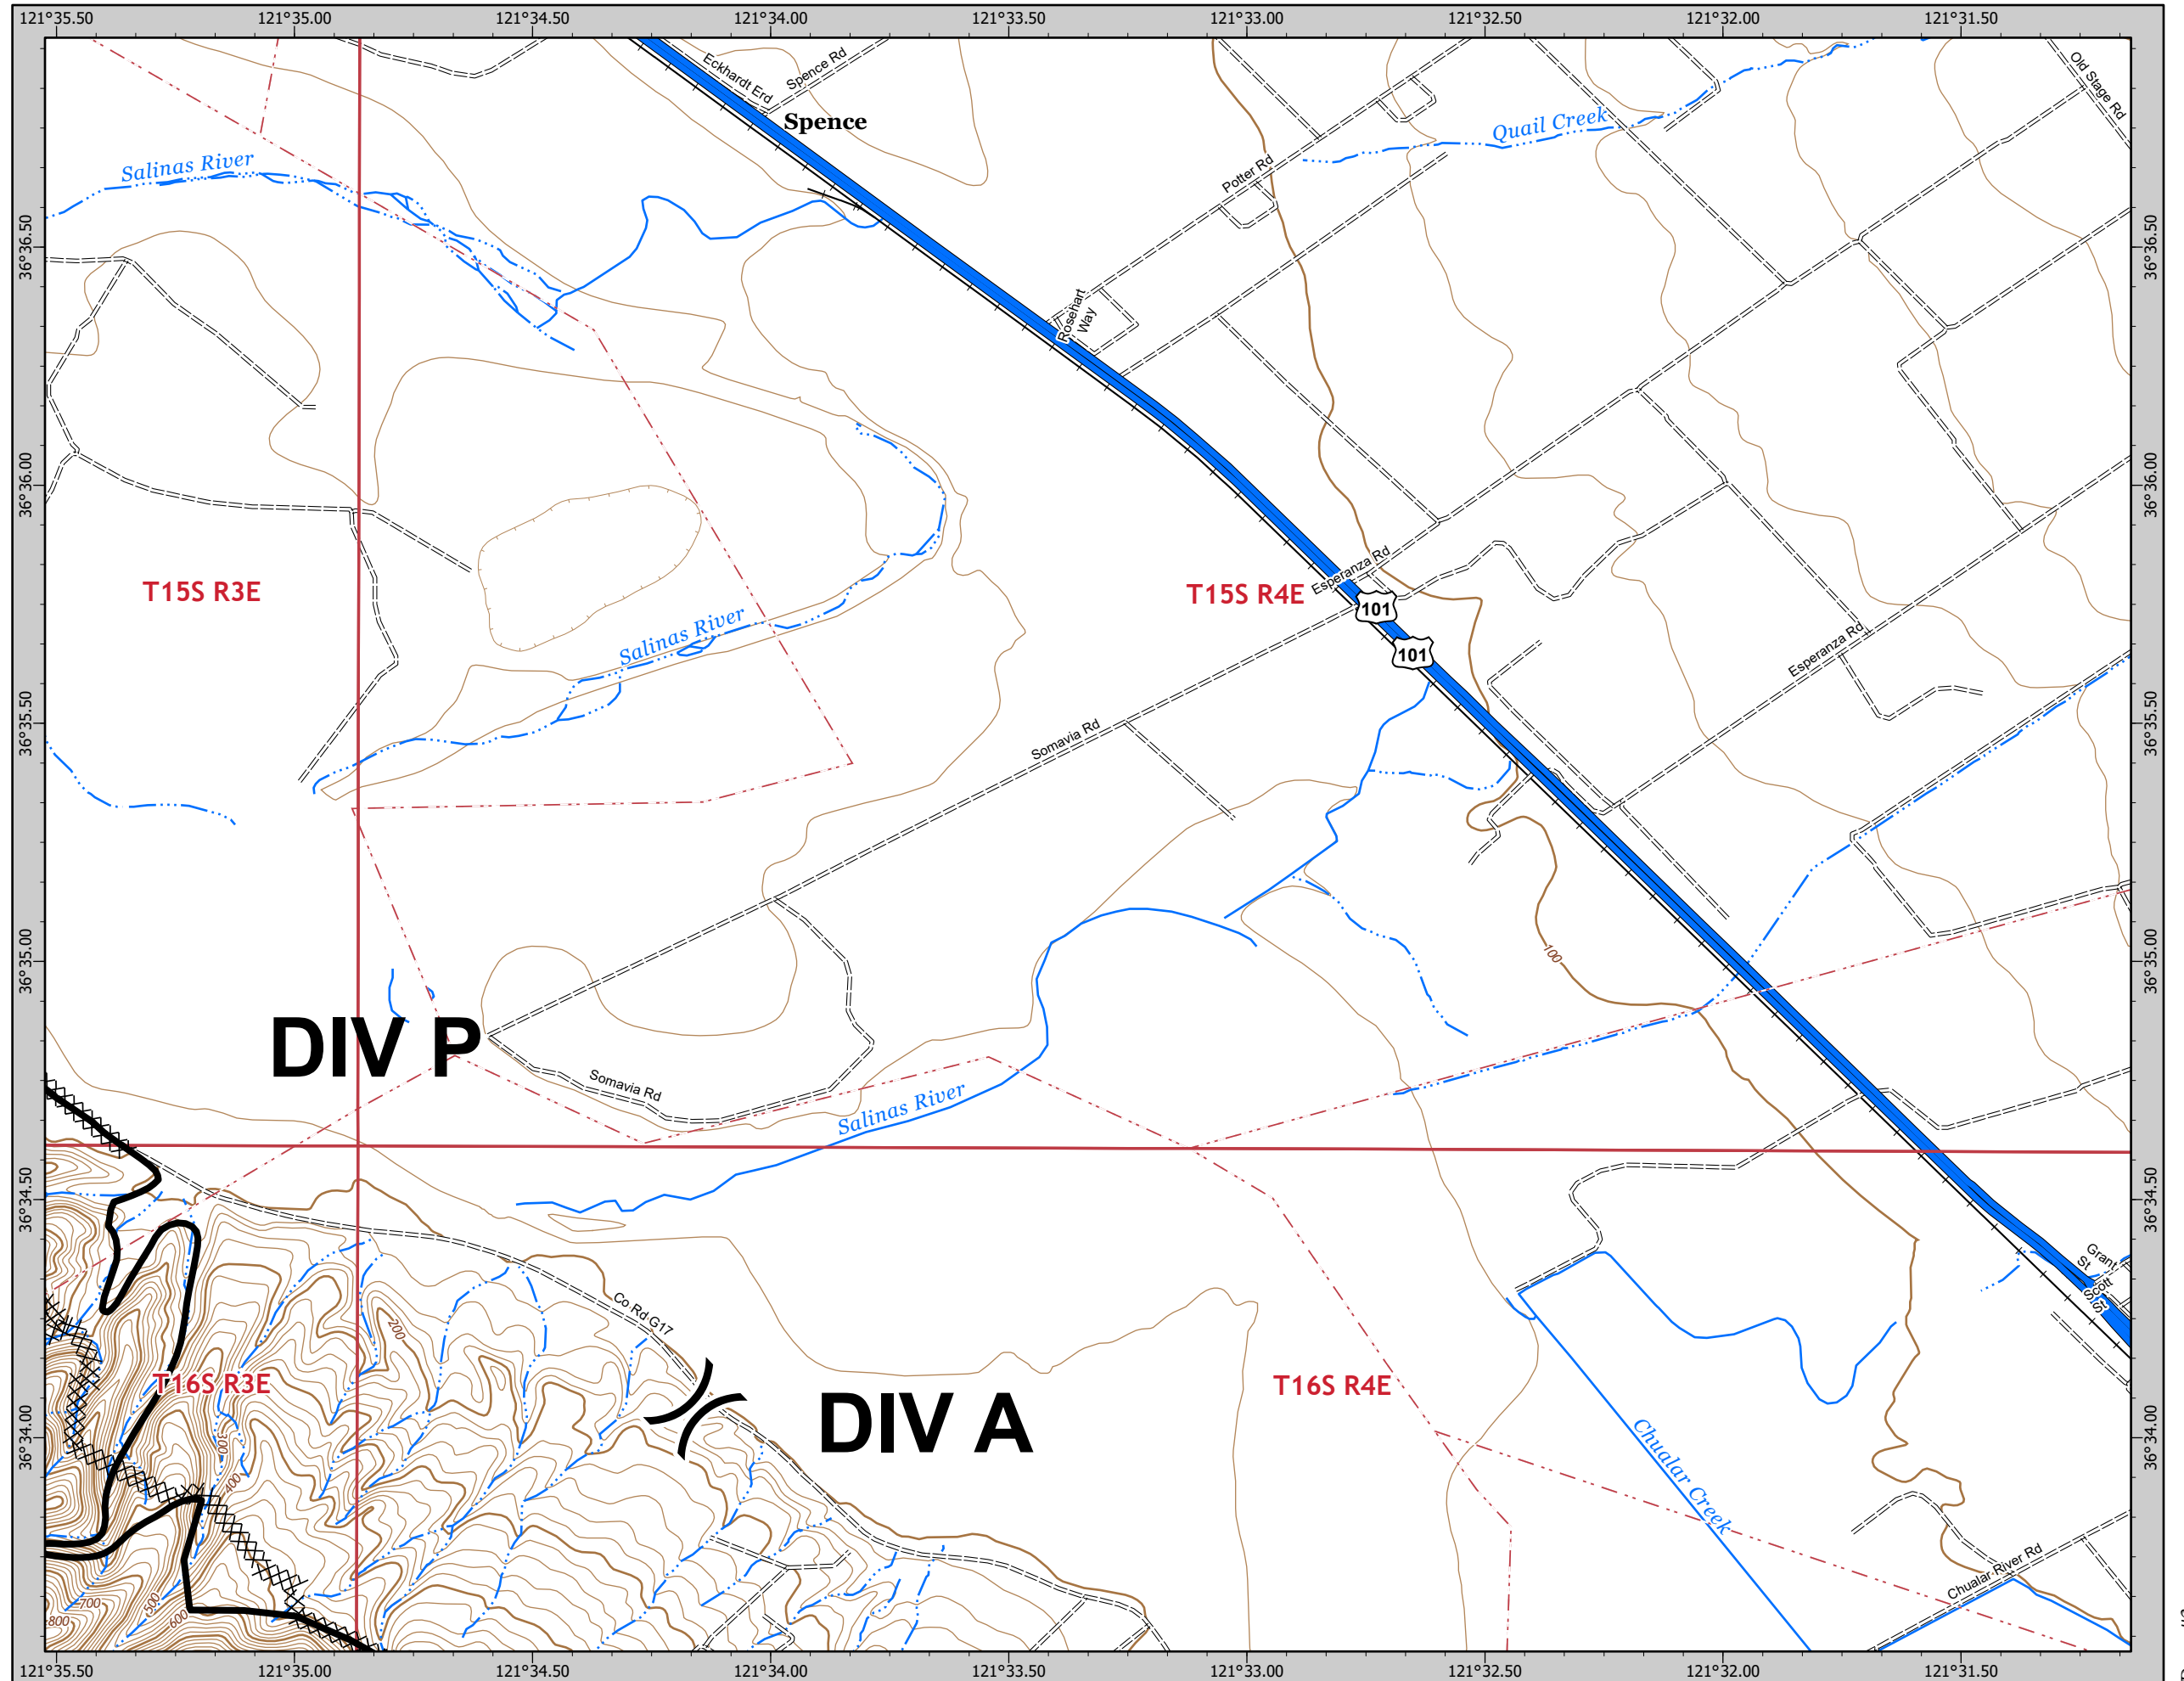 121°35.50 121°35.00 121°34.50 121°34.00 121°33.50 121°33.00 121°32.50 121°32.00 121°31.50
Eckhardt Erd
Spence Rd
Spence
Old Stage Rd
Quail Creek
Salinas River
Potter Rd
36°36.50
36°36.50
Rosehart
Way
36°36.00
36°36.00
Esperanza Rd
T15S R3E
T15S R4E
101
101
Salinas River
Esperanza Rd
36°35.50
36°35.50
Somavia Rd
100
36°35.00
36°35.00
DIV P
Somavia Rd
Salinas River
36°34.50
36°34.50
Grant
St
Scott
St
Co Rd G17
200
T16S R3E
T16S R4E
DIV A
300
400
36°34.00
36°34.00
Chualar Creek
Chualar River Rd
700
500
800
600
121°35.50 121°35.00 121°34.50 121°34.00 121°33.50 121°33.00 121°32.50 121°32.00 121°31.50